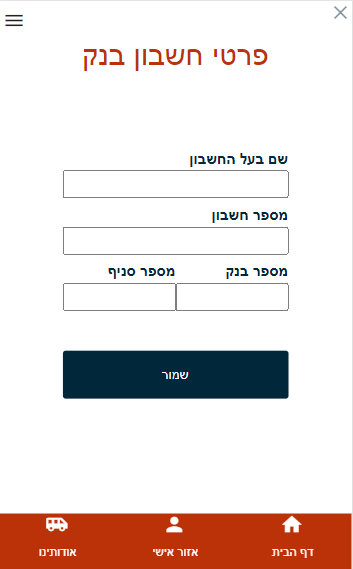 פרטי חשבון בנק
שם בעל החשבון
מספר חשבון
מספר בנק מספר סניף
שמור
דף הבית אזור אישי אודותינו